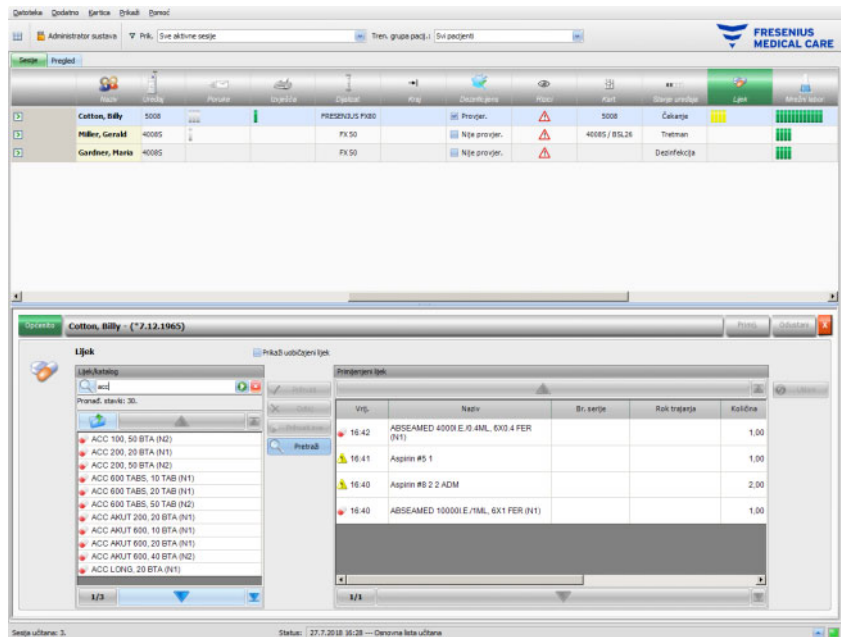 Datoteka Dodatno Kartica Prikaži Pomoć
Administrator sustava Prik. Sve aktivne sesije Tren. grupa pacij.: Svi pacijenti
FRESENIUS
MEDICAL CARE
Sesije Pregled
Naziv Uređaj Poruke Izvješća Dijalizat Kraj Dezinficijens Rizici Kart Stanje uređaja Lijek
Cotton, Billy 5008 FRESENIUS FX80 Provjer. 5008 Čekanje
Miller, Gerald 4008S FX 50 Nije provjer. 4008S / BSL26 Tretman
Gardner, Maria 4008S FX 50 Nije provjer. Dezinfekcija
Općenito Cotton, Billy - (*7.12.1965) Primij. Odustani X
Lijek Prikaži uobičajeni lijek
Lijek/katalog Primijenjeni lijek
acc
Pronađ. stavki: 30.
Vrij. Naziv Br. serije Rok trajanja Količina
Pretraži
ACC 100, 50 BTA (N2)
ACC 200, 20 BTA (N1)
ACC 200, 50 BTA (N2)
ACC 600 TABS, 10 TAB (N1)
ACC 600 TABS, 20 TAB (N1)
ACC 600 TABS, 50 TAB (N2)
ACC AKUT 200, 20 BTA (N1)
ACC AKUT 600, 10 BTA (N1)
ACC AKUT 600, 20 BTA (N1)
ACC AKUT 600, 40 BTA (N2)
ACC LONG, 20 BTA (N1)
16:42 ABSEAMED 4000I.E./0.4ML, 6X0.4 FER (N1) 1,00
16:41 Aspirin #5 1 1,00
16:40 Aspirin #8 2 2 ADM 2,00
16:40 ABSEAMED 10000I.E./1ML, 6X1 FER (N1) 1,00
1/3 1/1
Sesija učitana: 3. Status: 27.7.2018 16:28 --- Osnovna lista učitana